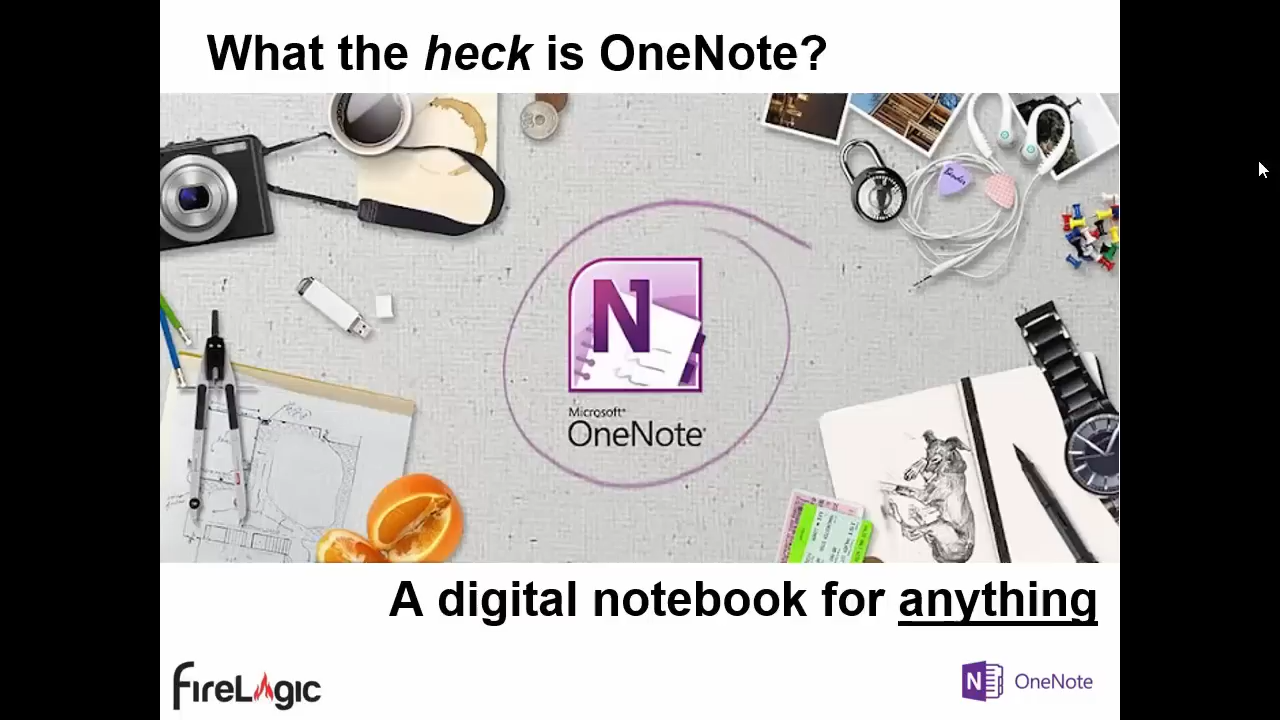 What the heck is OneNote?
Microsoft®
OneNote®
A digital notebook for anything
FireLogic
N OneNote